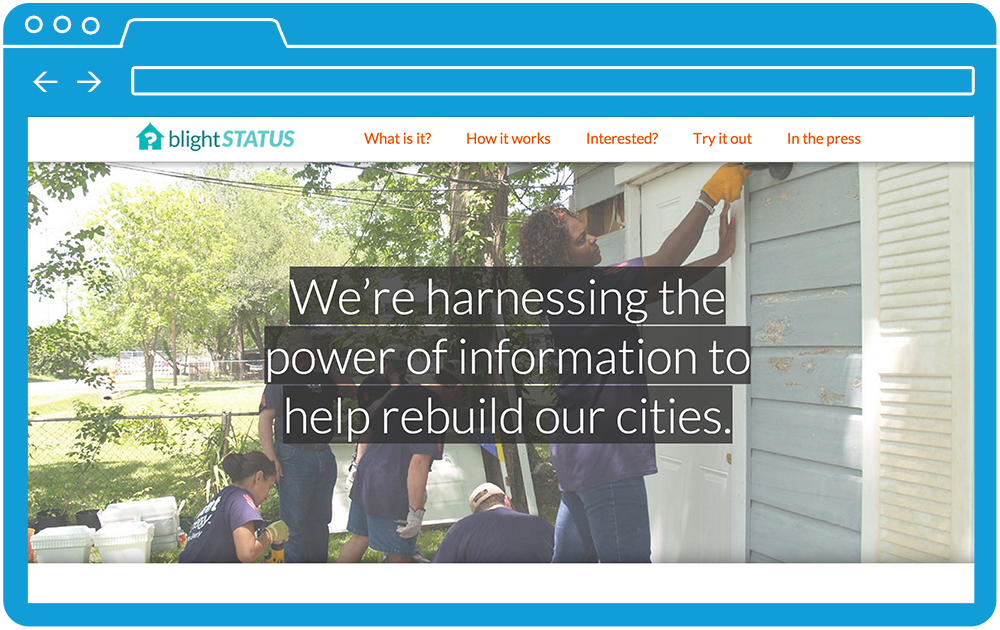 blightSTATUS
What is it?
How it works
Interested?
Try it out
In the press
We’re harnessing the
power of information to
help rebuild our cities.